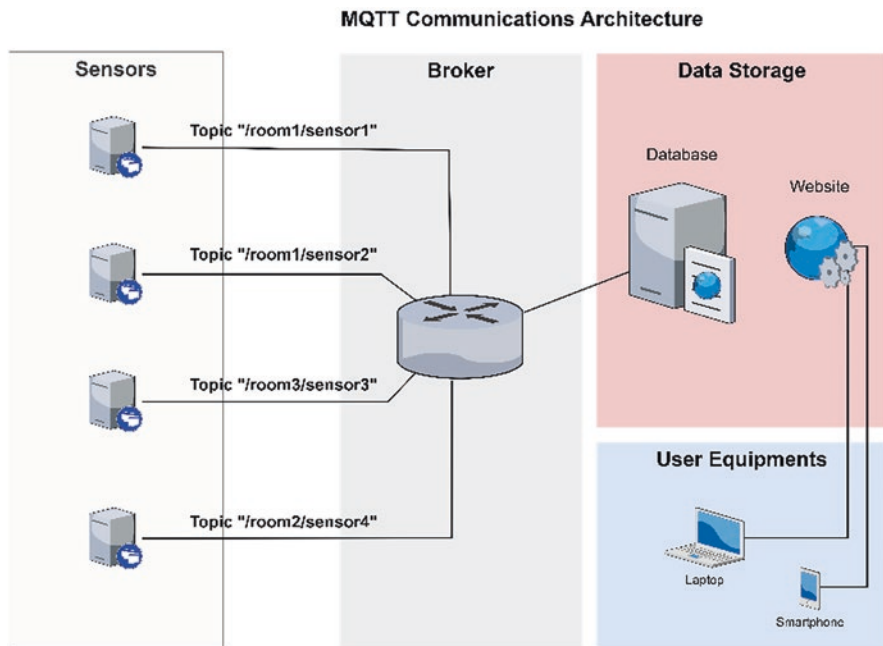 MQTT Communications Architecture
Sensors
Broker
Data Storage
Topic "/room1/sensor1"
Database
Website
Topic "/room1/sensor2"
Topic "/room3/sensor3"
User Equipments
Topic "/room2/sensor4"
Laptop
Smartphone